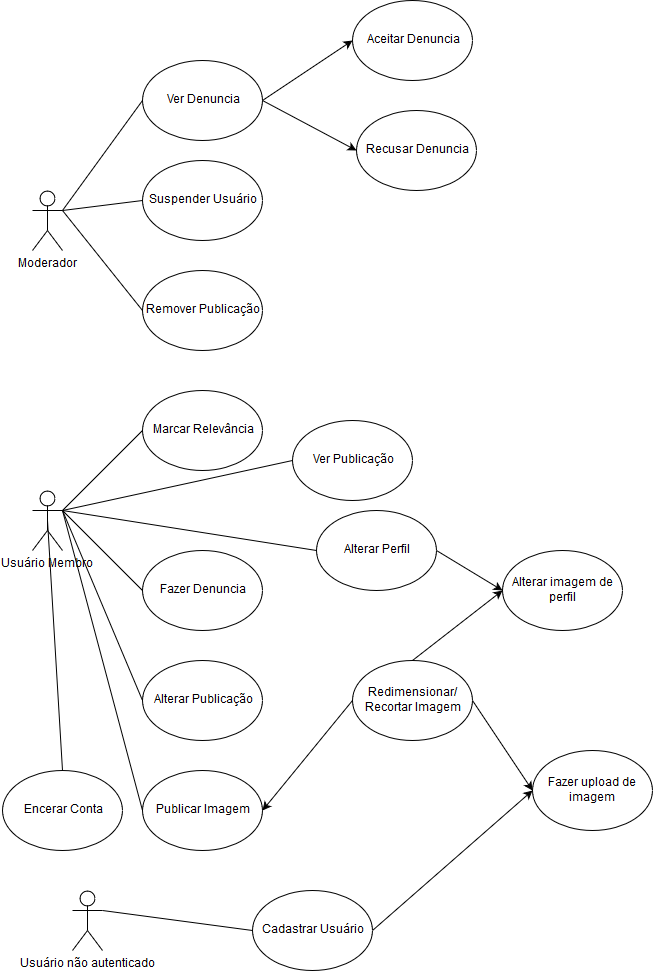 Aceitar Denuncia
Ver Denuncia
Recusar Denuncia
Suspender Usuário
Moderador
Remover Publicação
Marcar Relevância
Ver Publicação
Alterar Perfil
Usuário Membro
Fazer Denuncia
Alterar imagem de
perfil
Alterar Publicação
Redimensionar/
Recortar Imagem
Encerar Conta
Publicar Imagem
Fazer upload de
imagem
Cadastrar Usuário
Usuário não autenticado